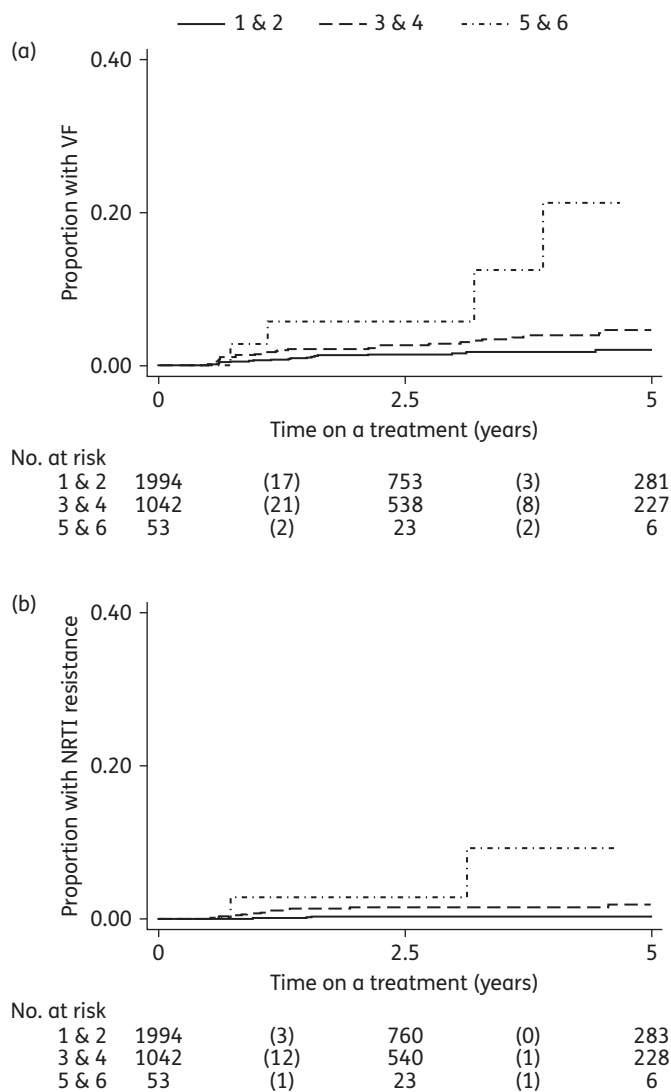 1 & 2 3 & 4 5 & 6
(a)
0.40
Proportion with VF
0.20
0.00
0 2.5 5
Time on a treatment (years)
No. at risk
1 & 2 1994 (17) 753 (3) 281
3 & 4 1042 (21) 538 (8) 227
5 & 6 53 (2) 23 (2) 6
(b)
0.40
Proportion with NRTI resistance
0.20
0.00
0 2.5 5
Time on a treatment (years)
No. at risk
1 & 2 1994 (3) 760 (0) 283
3 & 4 1042 (12) 540 (1) 228
5 & 6 53 (1) 23 (1) 6